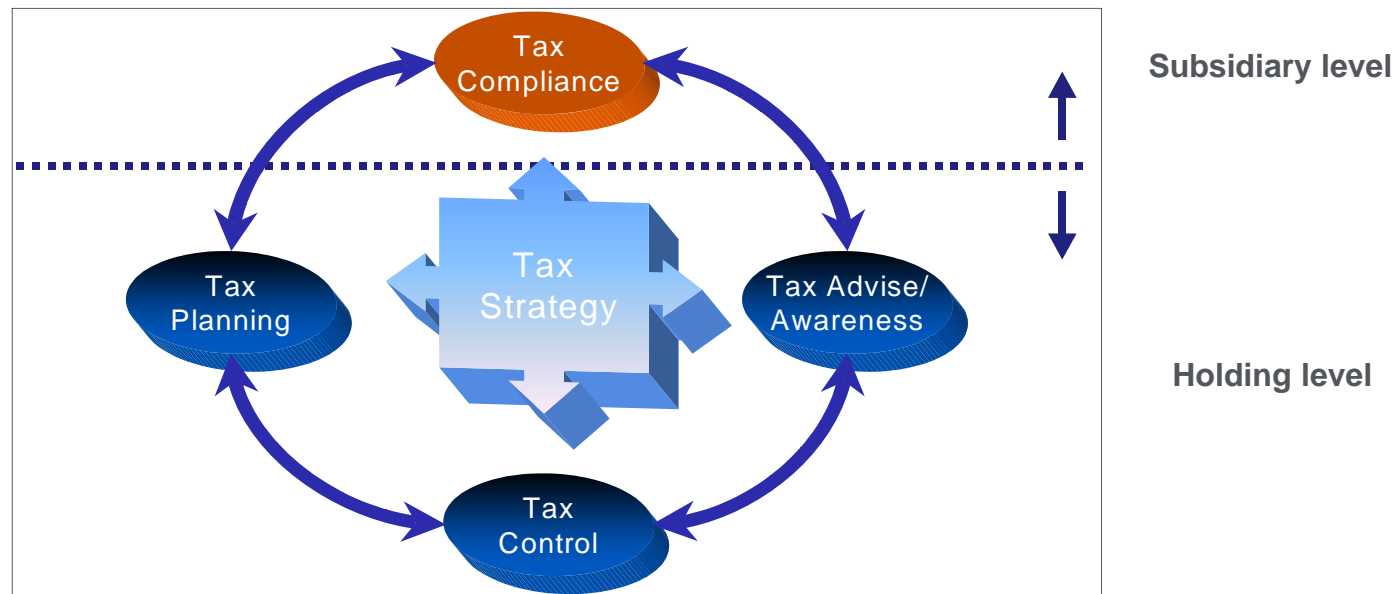 Tax
Compliance
Subsidiary level
Tax
Strategy
Tax
Planning
Tax Advise/
Awareness
Holding level
Tax
Control